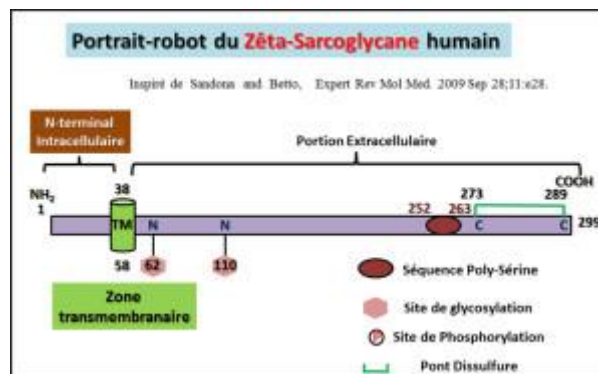 Portrait-robot du Zêta-Sarcoglycane humain
Inspiré de Sandona and Betto, Expert Rev Mol Med. 2009 Sep 28;11:e28.
N-terminal
Intracellulaire
Portion Extracellulaire
NH2
1
38
252
263
273
289
COOH
TM
N
N
C
C
299
58
62
110
Zone
transmembranaire
Séquence Poly-Sérine
Site de glycosylation
P
Site de Phosphorylation
Pont Dissulfure